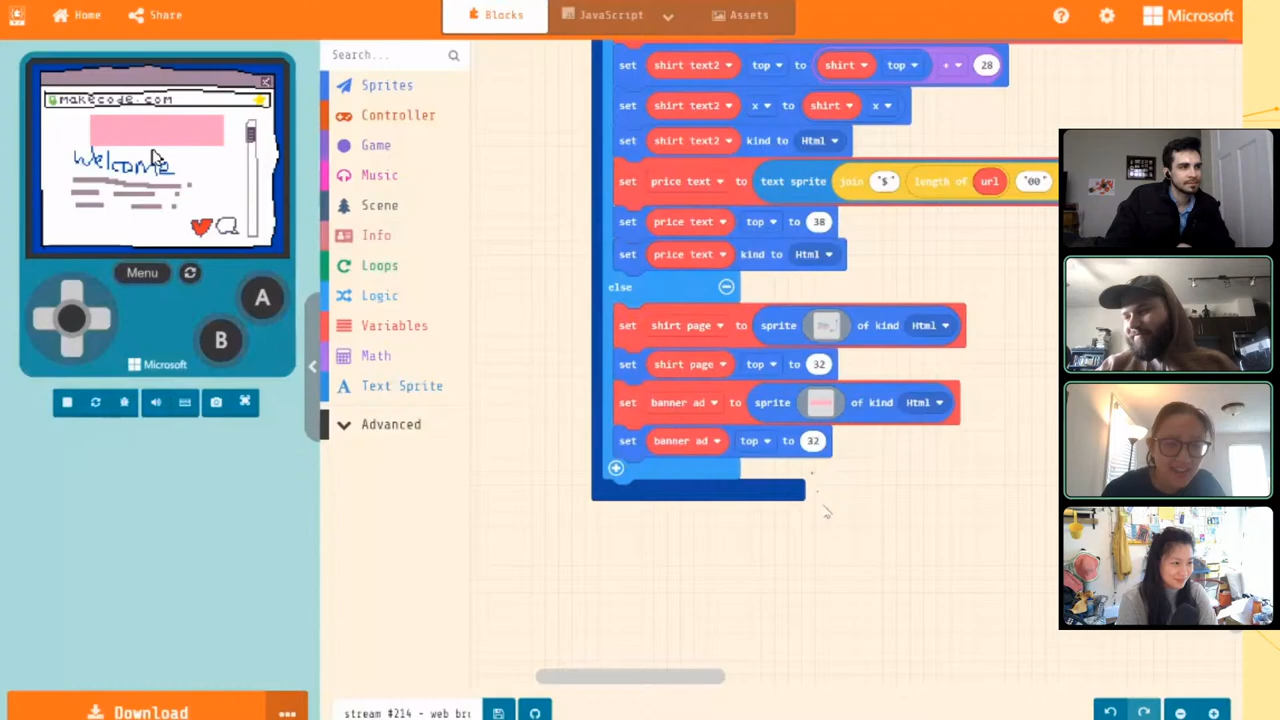 Home
Share
Blocks
JavaScript
Assets
Microsoft
makecode.com
welcome
Menu
A
B
Microsoft
Download
Search...
Sprites
Controller
Game
Music
Scene
Info
Loops
Logic
Variables
Math
Text Sprite
Advanced
set shirt text2 top to shirt top + 28
set shirt text2 x to shirt x
set shirt text2 kind to Html
set price text to text sprite join "$" length of url "00"
set price text top to 38
set price text kind to Html
else
set shirt page to sprite of kind Html
set shirt page top to 32
set banner ad to sprite of kind Html
set banner ad top to 32
stream #214 - web bro